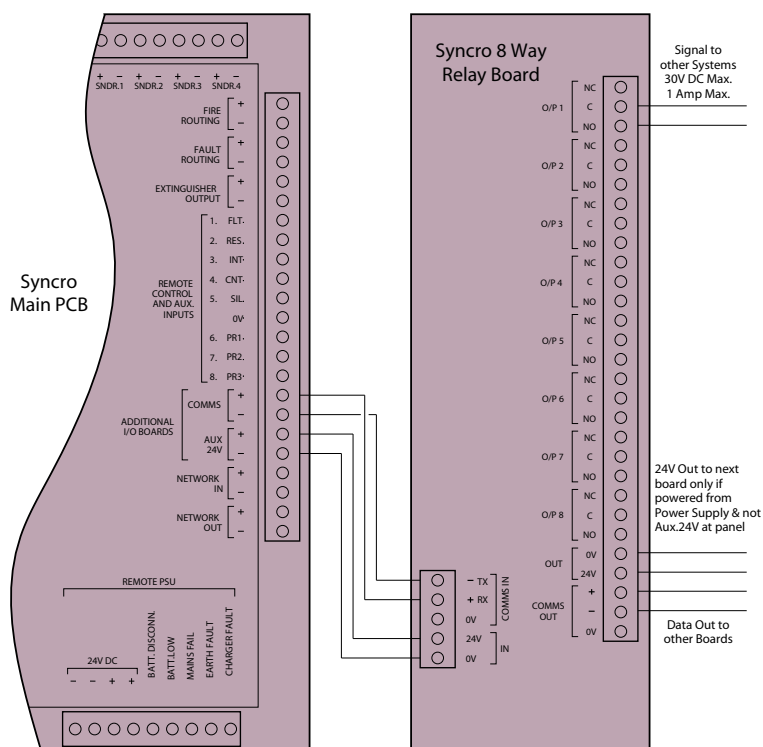 + - + - + - + -
SNDR.1 SNDR.2 SNDR.3 SNDR.4
FIRE
ROUTING
+
-
FAULT
ROUTING
+
-
EXTINGUISHER
OUTPUT
+
-
REMOTE
CONTROL
AND AUX.
INPUTS
1. FLT.
2. RES.
3. INT.
4. CNT.
5. SIL.
0V.
6. PR1.
7. PR2.
8. PR3.
ADDITIONAL
I/O BOARDS
COMMS
+
-
AUX
24V
+
-
NETWORK
IN
+
-
NETWORK
OUT
+
-
REMOTE PSU
24V DC
- - + +
BATT. DISCONN.
BATT.LOW
MAINS FAIL
EARTH FAULT
CHARGER FAULT
Syncro
Main PCB
Syncro 8 Way
Relay Board
O/P 1
NC
C
NO
O/P 2
NC
C
NO
O/P 3
NC
C
NO
O/P 4
NC
C
NO
O/P 5
NC
C
NO
O/P 6
NC
C
NO
O/P 7
NC
C
NO
O/P 8
NC
C
NO
OUT
0V
24V
COMMS
OUT
+
-
0V
- TX
+ RX
0V
COMMS IN
24V
0V
IN
Signal to
other Systems
30V DC Max.
1 Amp Max.
24V Out to next
board only if
powered from
Power Supply & not
Aux.24V at panel
Data Out to
other Boards